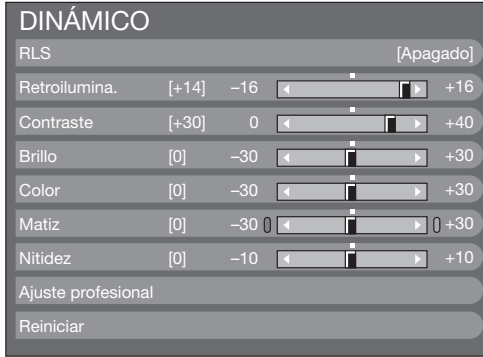 DINÁMICO
RLS [Apagado]
Retroilumina. [+14] –16 +16
Contraste [+30] 0 +40
Brillo [0] –30 +30
Color [0] –30 +30
Matiz [0] –30 +30
Nitidez [0] –10 +10
Ajuste profesional
Reiniciar